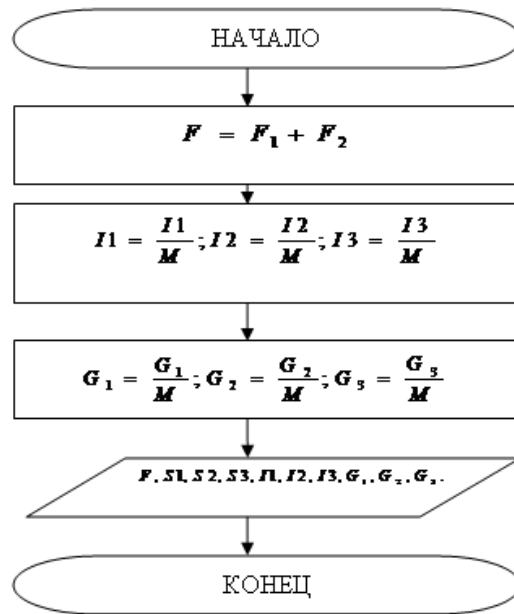 НАЧАЛО
F = F₁ + F₂
I1 = I1/M ; I2 = I2/M ; I3 = I3/M
G₁ = G₁/M ; G₂ = G₂/M ; G₃ = G₃/M
F, S1, S2, S3, I1, I2, I3, G₁, G₂, G₃.
КОНЕЦ